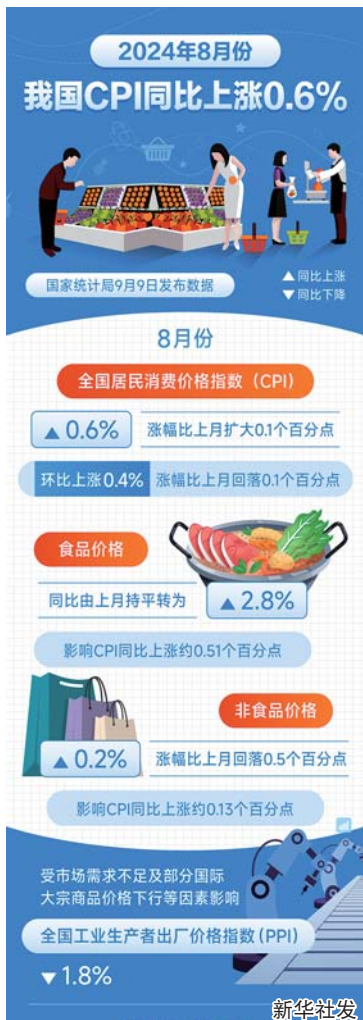 2024年8月份
我国CPI同比上涨0.6%
国家统计局9月9日发布数据
▲同比上涨
▼同比下降
8月份
全国居民消费价格指数（CPI）
▲0.6%
涨幅比上月扩大0.1个百分点
环比上涨0.4%
涨幅比上月回落0.1个百分点
食品价格
同比由上月持平转为
▲2.8%
影响CPI同比上涨约0.51个百分点
非食品价格
▲0.2%
涨幅比上月回落0.5个百分点
影响CPI同比上涨约0.13个百分点
受市场需求不足及部分国际
大宗商品价格下行等因素影响
全国工业生产者出厂价格指数(PPI)
▼1.8%
新华社发